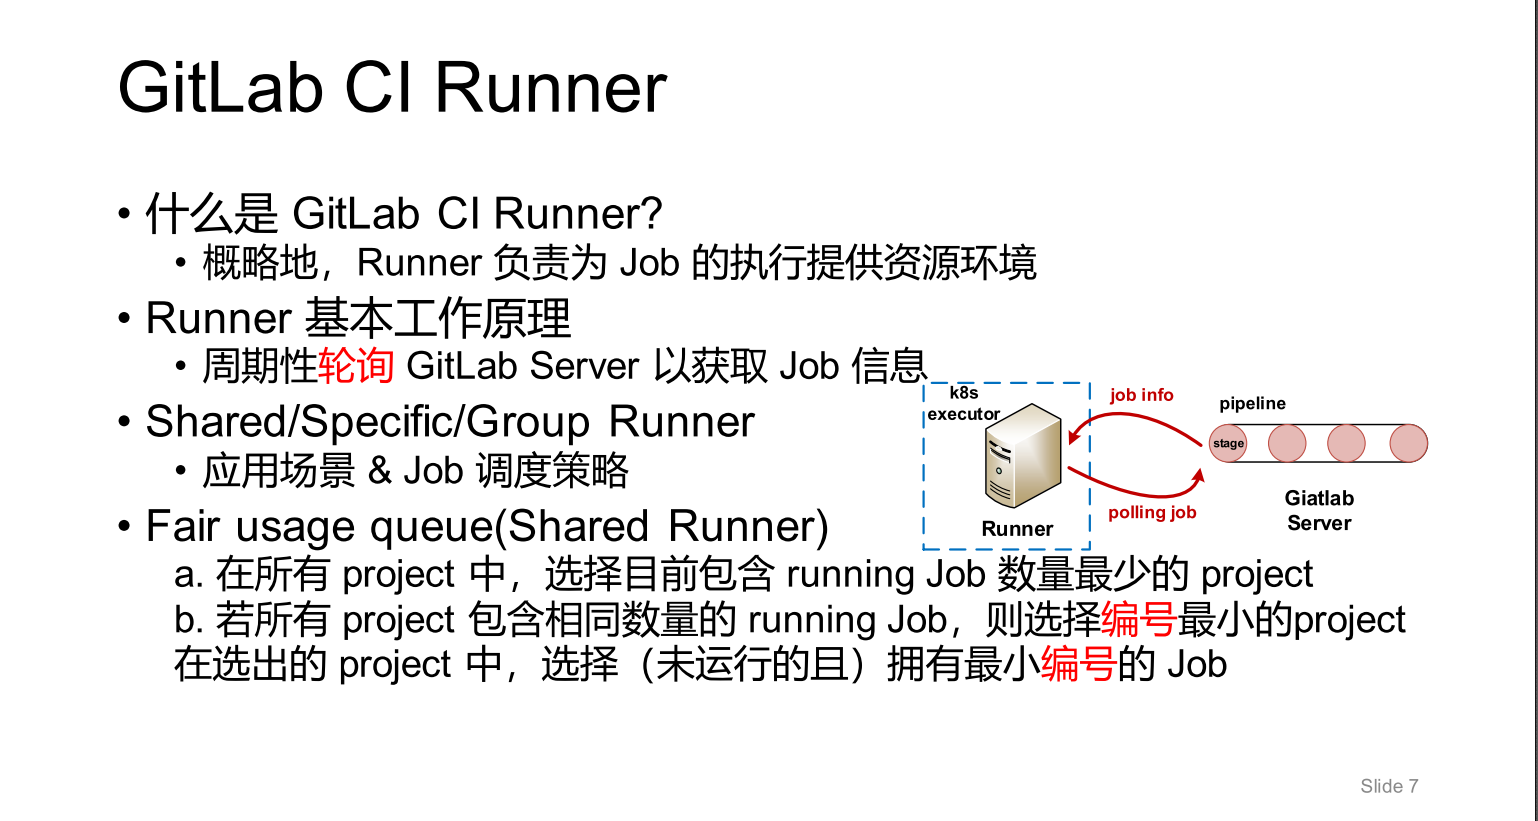 GitLab CI Runner
• 什么是 GitLab CI Runner?
• 概略地，Runner 负责为 Job 的执行提供资源环境
• Runner 基本工作原理
• 周期性轮询 GitLab Server 以获取 Job 信息
• Shared/Specific/Group Runner
• 应用场景 & Job 调度策略
• Fair usage queue(Shared Runner)
a. 在所有 project 中，选择目前包含 running Job 数量最少的 project
b. 若所有 project 包含相同数量的 running Job，则选择编号最小的project
在选出的 project 中，选择（未运行的且）拥有最小编号的 Job
k8s
executor
Runner
job info
polling job
pipeline
stage
Giatlab
Server
Slide 7